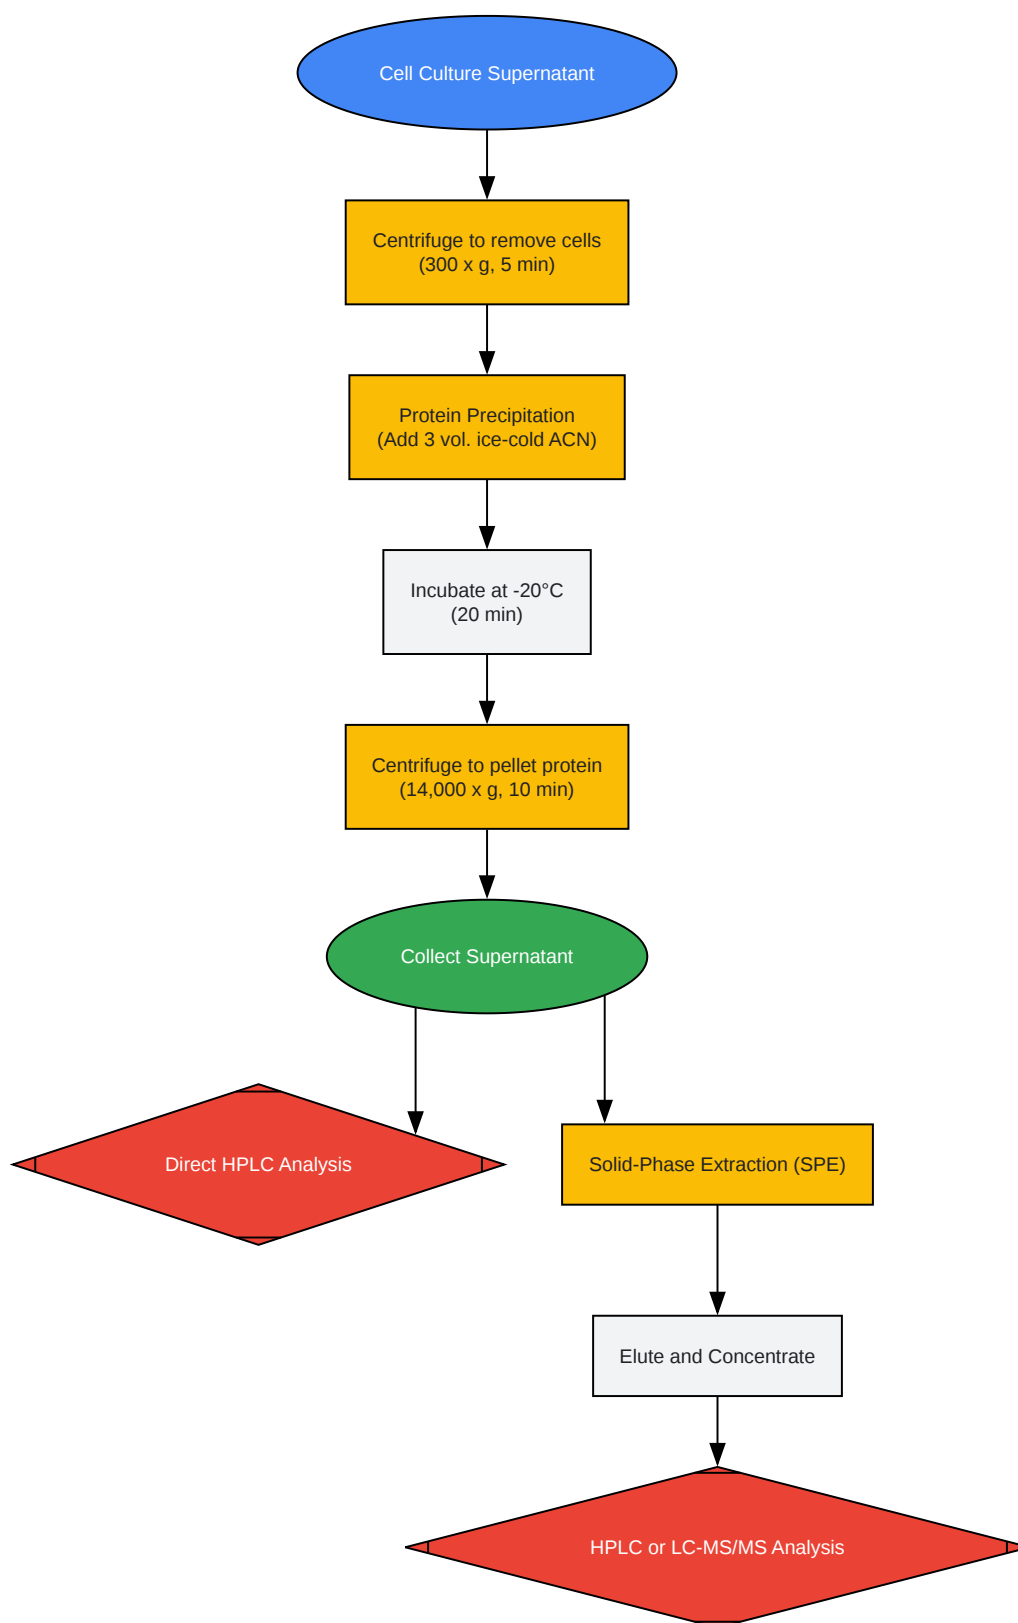 Cell Culture Supernatant
Centrifuge to remove cells
(300 x g, 5 min)
Protein Precipitation
(Add 3 vol. ice-cold ACN)
Incubate at -20°C
(20 min)
Centrifuge to pellet protein
(14,000 x g, 10 min)
Collect Supernatant
Direct HPLC Analysis
Solid-Phase Extraction (SPE)
Elute and Concentrate
HPLC or LC-MS/MS Analysis